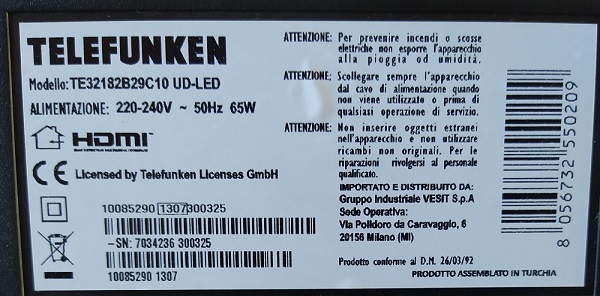 TELEFUNKEN
Modello: TE32182B29C10 UD-LED
ALIMENTAZIONE: 220-240V ~ 50Hz 65W
HDMI
CE Licensed by Telefunken Licenses GmbH
10085290 1307 300325
-SN: 7034236 300325
10085290 1307
ATTENZIONE: Per prevenire incendi o scosse
elettriche non esporre l'apparecchio
alla pioggia od umidità.
ATTENZIONE: Scollegare sempre l'apparecchio
dal cavo di alimentazione quando
non viene utilizzato o prima di
qualsiasi operazione di servizio.
ATTENZIONE: Non inserire oggetti estranei
nell'apparecchio e non utilizzare
ricambi non originali. Per le
riparazioni rivolgersi al personale
qualificato.
IMPORTATO E DISTRIBUITO DA:
Gruppo Industriale VESIT S.p.A
Sede Operativa:
Via Polidoro da Caravaggio, 6
20156 Milano (MI)
Prodotto conforme al D.M. 26/03/92
PRODOTTO ASSEMBLATO IN TURCHIA
8 056732 550209